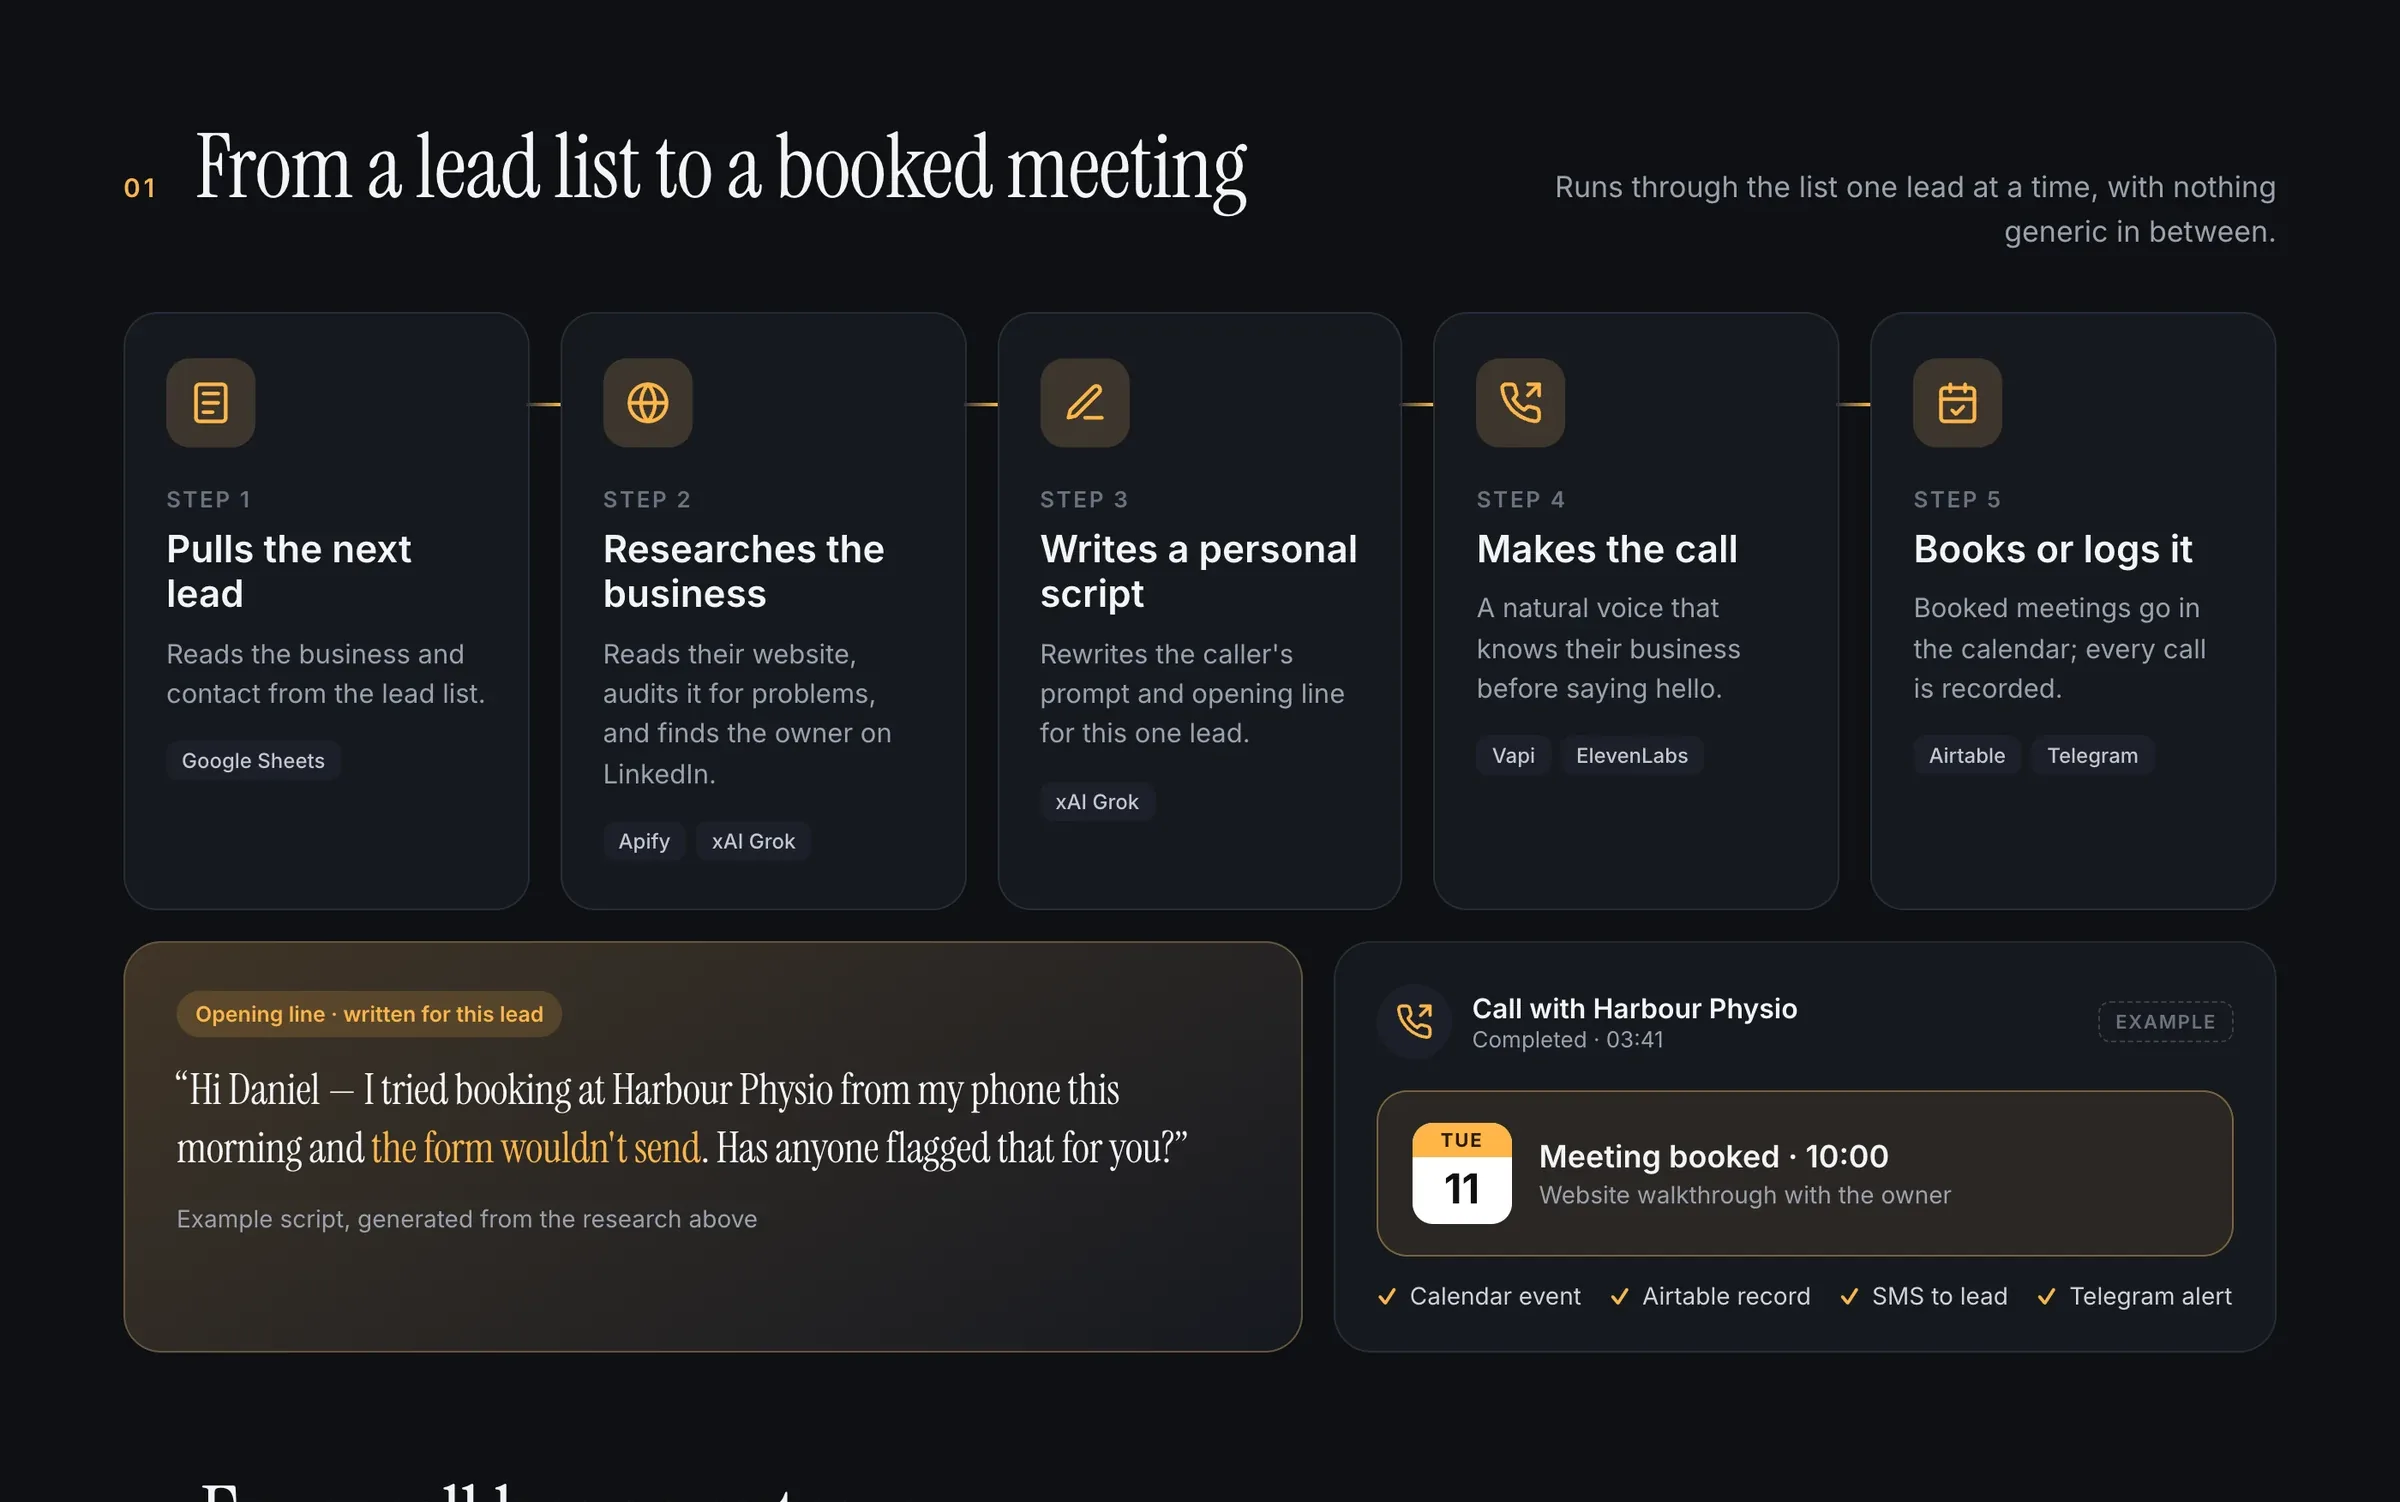 01
From a lead list to a booked meeting
Runs through the list one lead at a time, with nothing
generic in between.
STEP 1
Pulls the next
lead
Reads the business and
contact from the lead list.
Google Sheets
STEP 2
Researches the
business
Reads their website,
audits it for problems,
and finds the owner on
LinkedIn.
Apify
xAI Grok
STEP 3
Writes a personal
script
Rewrites the caller's
prompt and opening line
for this one lead.
xAI Grok
STEP 4
Makes the call
A natural voice that
knows their business
before saying hello.
Vapi
ElevenLabs
STEP 5
Books or logs it
Booked meetings go in
the calendar; every call
is recorded.
Airtable
Telegram
Opening line · written for this lead
“Hi Daniel — I tried booking at Harbour Physio from my phone this
morning and the form wouldn't send. Has anyone flagged that for you?”
Example script, generated from the research above
Call with Harbour Physio
Completed · 03:41
EXAMPLE
TUE
11
Meeting booked · 10:00
Website walkthrough with the owner
Calendar event
Airtable record
SMS to lead
Telegram alert